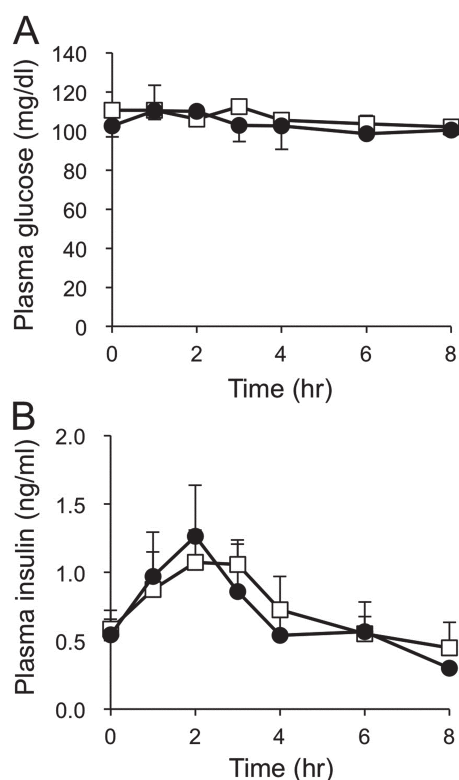 A
Plasma glucose (mg/dl)
140
120
100
80
60
40
20
0
0 2 4 6 8
Time (hr)
B
Plasma insulin (ng/ml)
2.0
1.5
1.0
0.5
0.0
0 2 4 6 8
Time (hr)